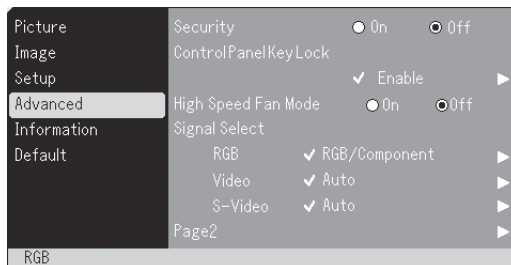 Picture
Image
Setup
Advanced
Information
Default
Security On Off
ControlPanelKeyLock
Enable
High Speed Fan Mode On Off
Signal Select
RGB RGB/Component
Video Auto
S-Video Auto
Page2
RGB